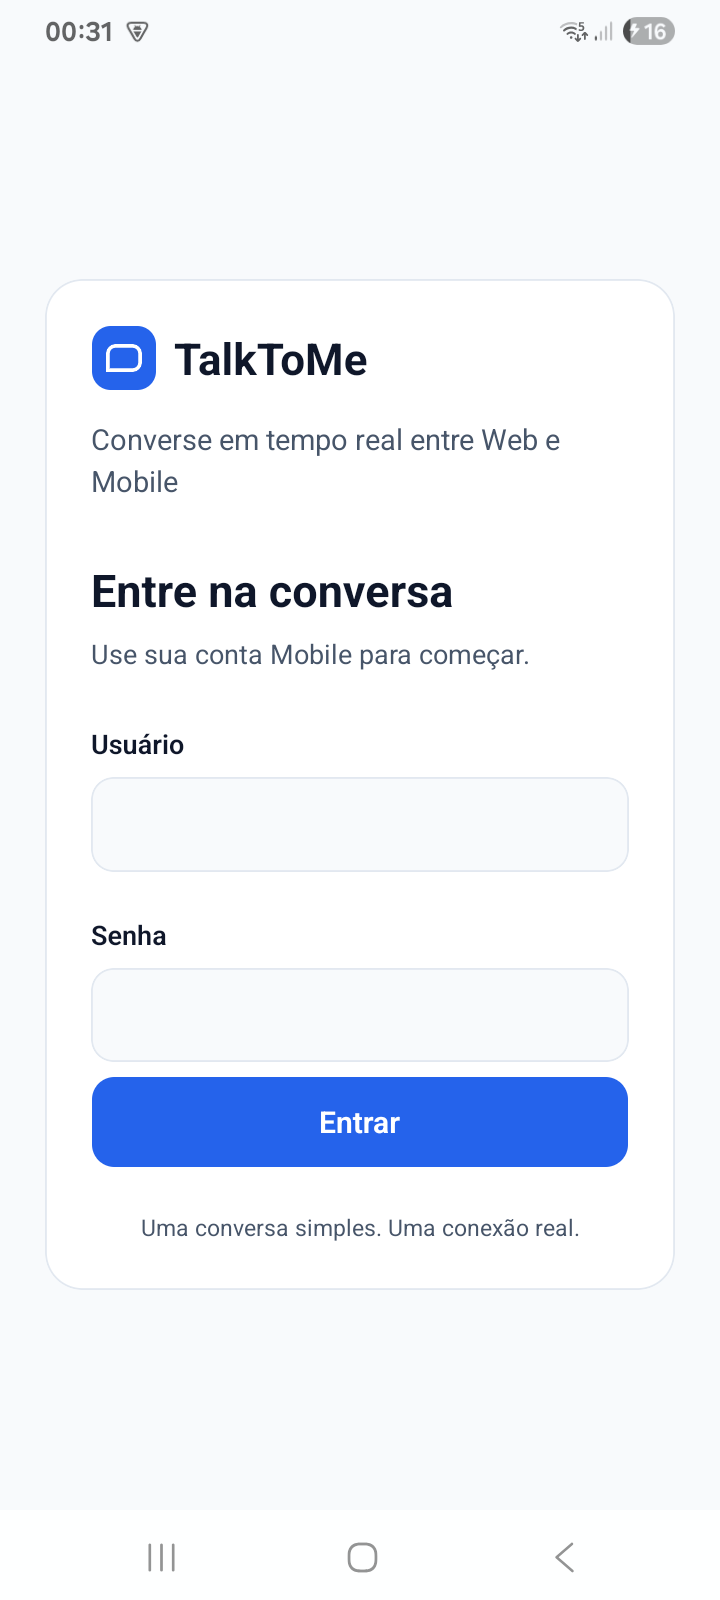 00:31
5
16
TalkToMe
Converse em tempo real entre Web e
Mobile
Entre na conversa
Use sua conta Mobile para começar.
Usuário
Senha
Entrar
Uma conversa simples. Uma conexão real.